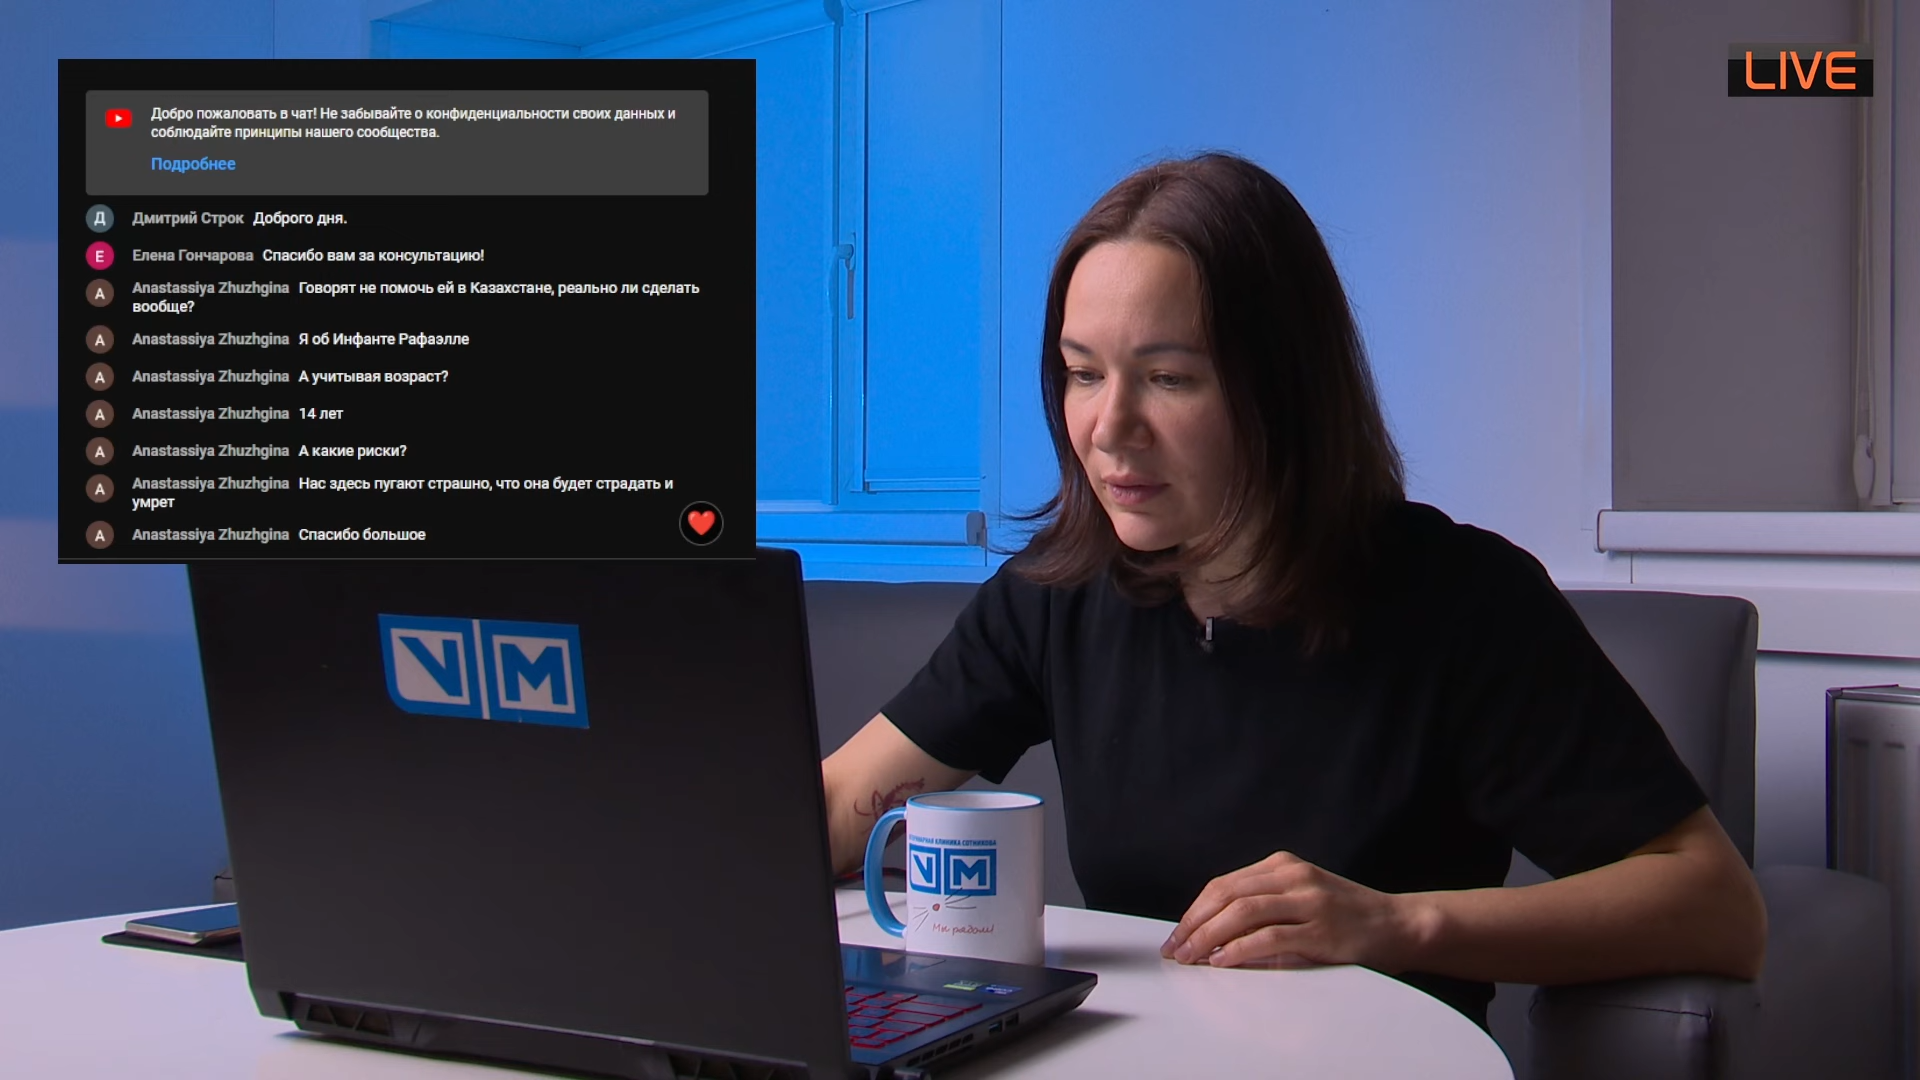 LIVE
Добро пожаловать в чат! Не забывайте о конфиденциальности своих данных и
соблюдайте принципы нашего сообщества.
Подробнее
Д Дмитрий Строк Доброго дня.
Е Елена Гончарова Спасибо вам за консультацию!
A Anastassiya Zhuzhgina Говорят не помочь ей в Казахстане, реально ли сделать
вообще?
A Anastassiya Zhuzhgina Я об Инфанте Рафаэлле
A Anastassiya Zhuzhgina А учитывая возраст?
A Anastassiya Zhuzhgina 14 лет
A Anastassiya Zhuzhgina А какие риски?
A Anastassiya Zhuzhgina Нас здесь пугают страшно, что она будет страдать и
умрет
A Anastassiya Zhuzhgina Спасибо большое
VM
ВЕТЕРИНАРНАЯ КЛИНИКА СОТНИКОВА
VM
Мы рядом!